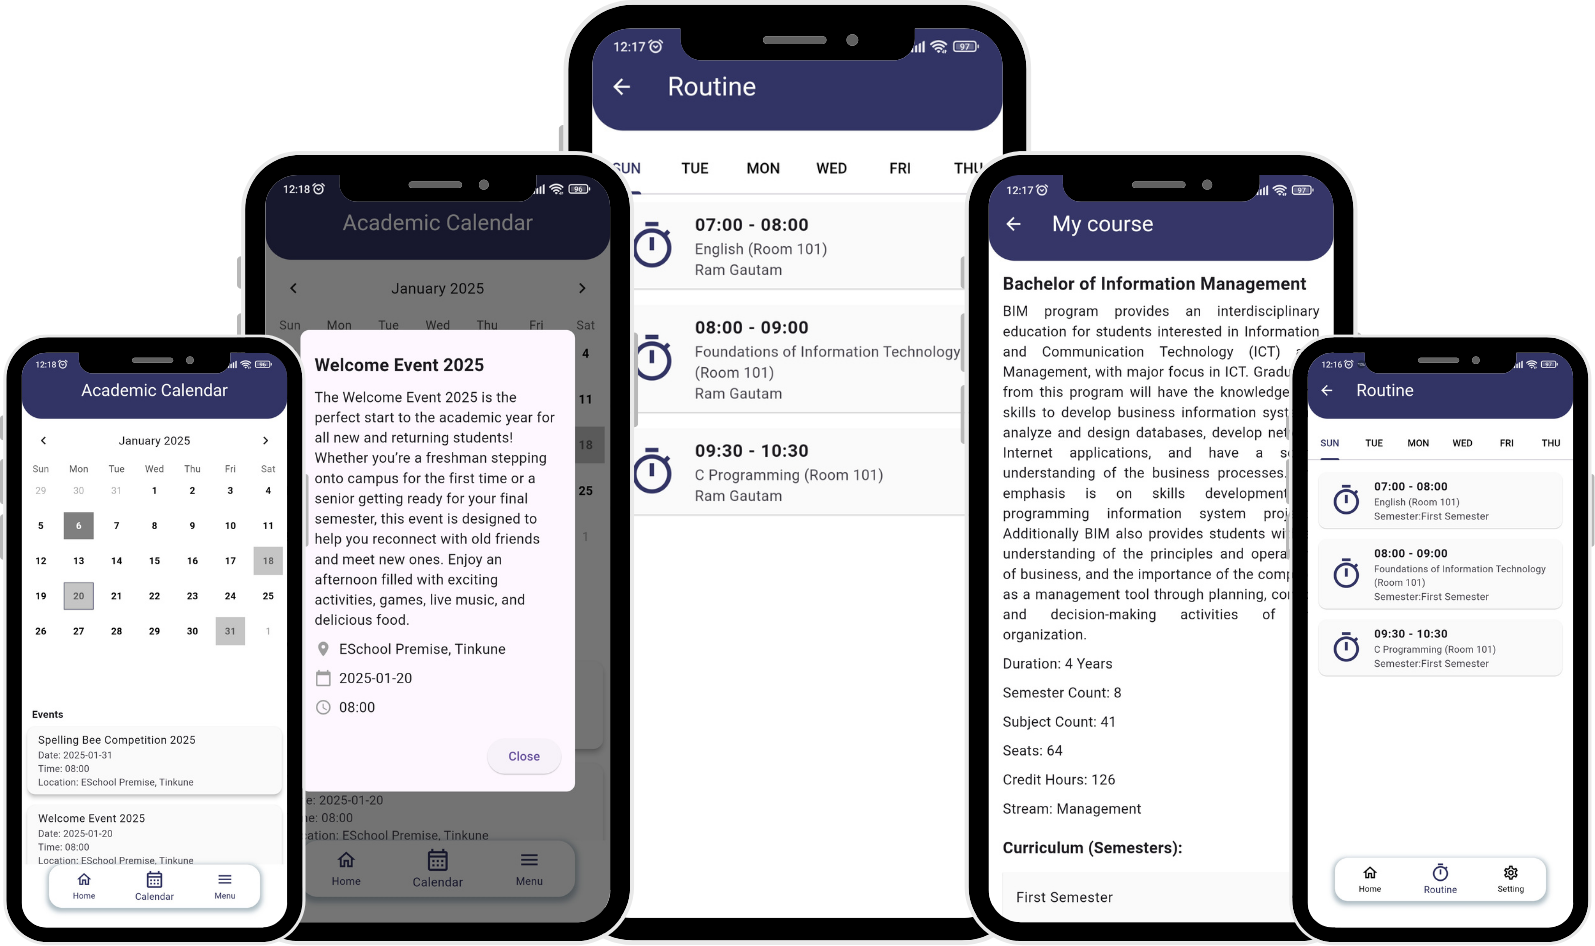 12:18
Academic Calendar
January 2025
Sun Mon Tue Wed Thu Fri Sat
29 30 31 1 2 3 4
5 6 7 8 9 10 11
12 13 14 15 16 17 18
19 20 21 22 23 24 25
26 27 28 29 30 31 1
Events
Spelling Bee Competition 2025
Date: 2025-01-31
Time: 08:00
Location: ESchool Premise, Tinkune
Welcome Event 2025
Date: 2025-01-20
Time: 08:00
Location: ESchool Premise, Tinkune
Home Calendar Menu
12:18 96
Academic Calendar
January 2025
Sun Mon Tue Wed Thu Fri Sat
4
11
18
25
1
Welcome Event 2025
The Welcome Event 2025 is the
perfect start to the academic year for
all new and returning students!
Whether you’re a freshman stepping
onto campus for the first time or a
senior getting ready for your final
semester, this event is designed to
help you reconnect with old friends
and meet new ones. Enjoy an
afternoon filled with exciting
activities, games, live music, and
delicious food.
ESchool Premise, Tinkune
2025-01-20
08:00
Close
e: 2025-01-20
ne: 08:00
cation: ESchool Premise, Tinkune
Home Calendar Menu
12:17 97
Routine
SUN TUE MON WED FRI THU
07:00 - 08:00
English (Room 101)
Ram Gautam
08:00 - 09:00
Foundations of Information Technology
(Room 101)
Ram Gautam
09:30 - 10:30
C Programming (Room 101)
Ram Gautam
12:17 97
My course
Bachelor of Information Management
BIM program provides an interdisciplinary
education for students interested in Information
and Communication Technology (ICT) a
Management, with major focus in ICT. Gradu
from this program will have the knowledge
skills to develop business information syst
analyze and design databases, develop net
Internet applications, and have a s
understanding of the business processes.
emphasis is on skills development
programming information system proj
Additionally BIM also provides students wi
understanding of the principles and opera
of business, and the importance of the comp
as a management tool through planning, co
and decision-making activities of
organization.
Duration: 4 Years
Semester Count: 8
Subject Count: 41
Seats: 64
Credit Hours: 126
Stream: Management
Curriculum (Semesters):
First Semester
12:16 97
Routine
SUN TUE MON WED FRI THU
07:00 - 08:00
English (Room 101)
Semester:First Semester
08:00 - 09:00
Foundations of Information Technology
(Room 101)
Semester:First Semester
09:30 - 10:30
C Programming (Room 101)
Semester:First Semester
Home Routine Setting